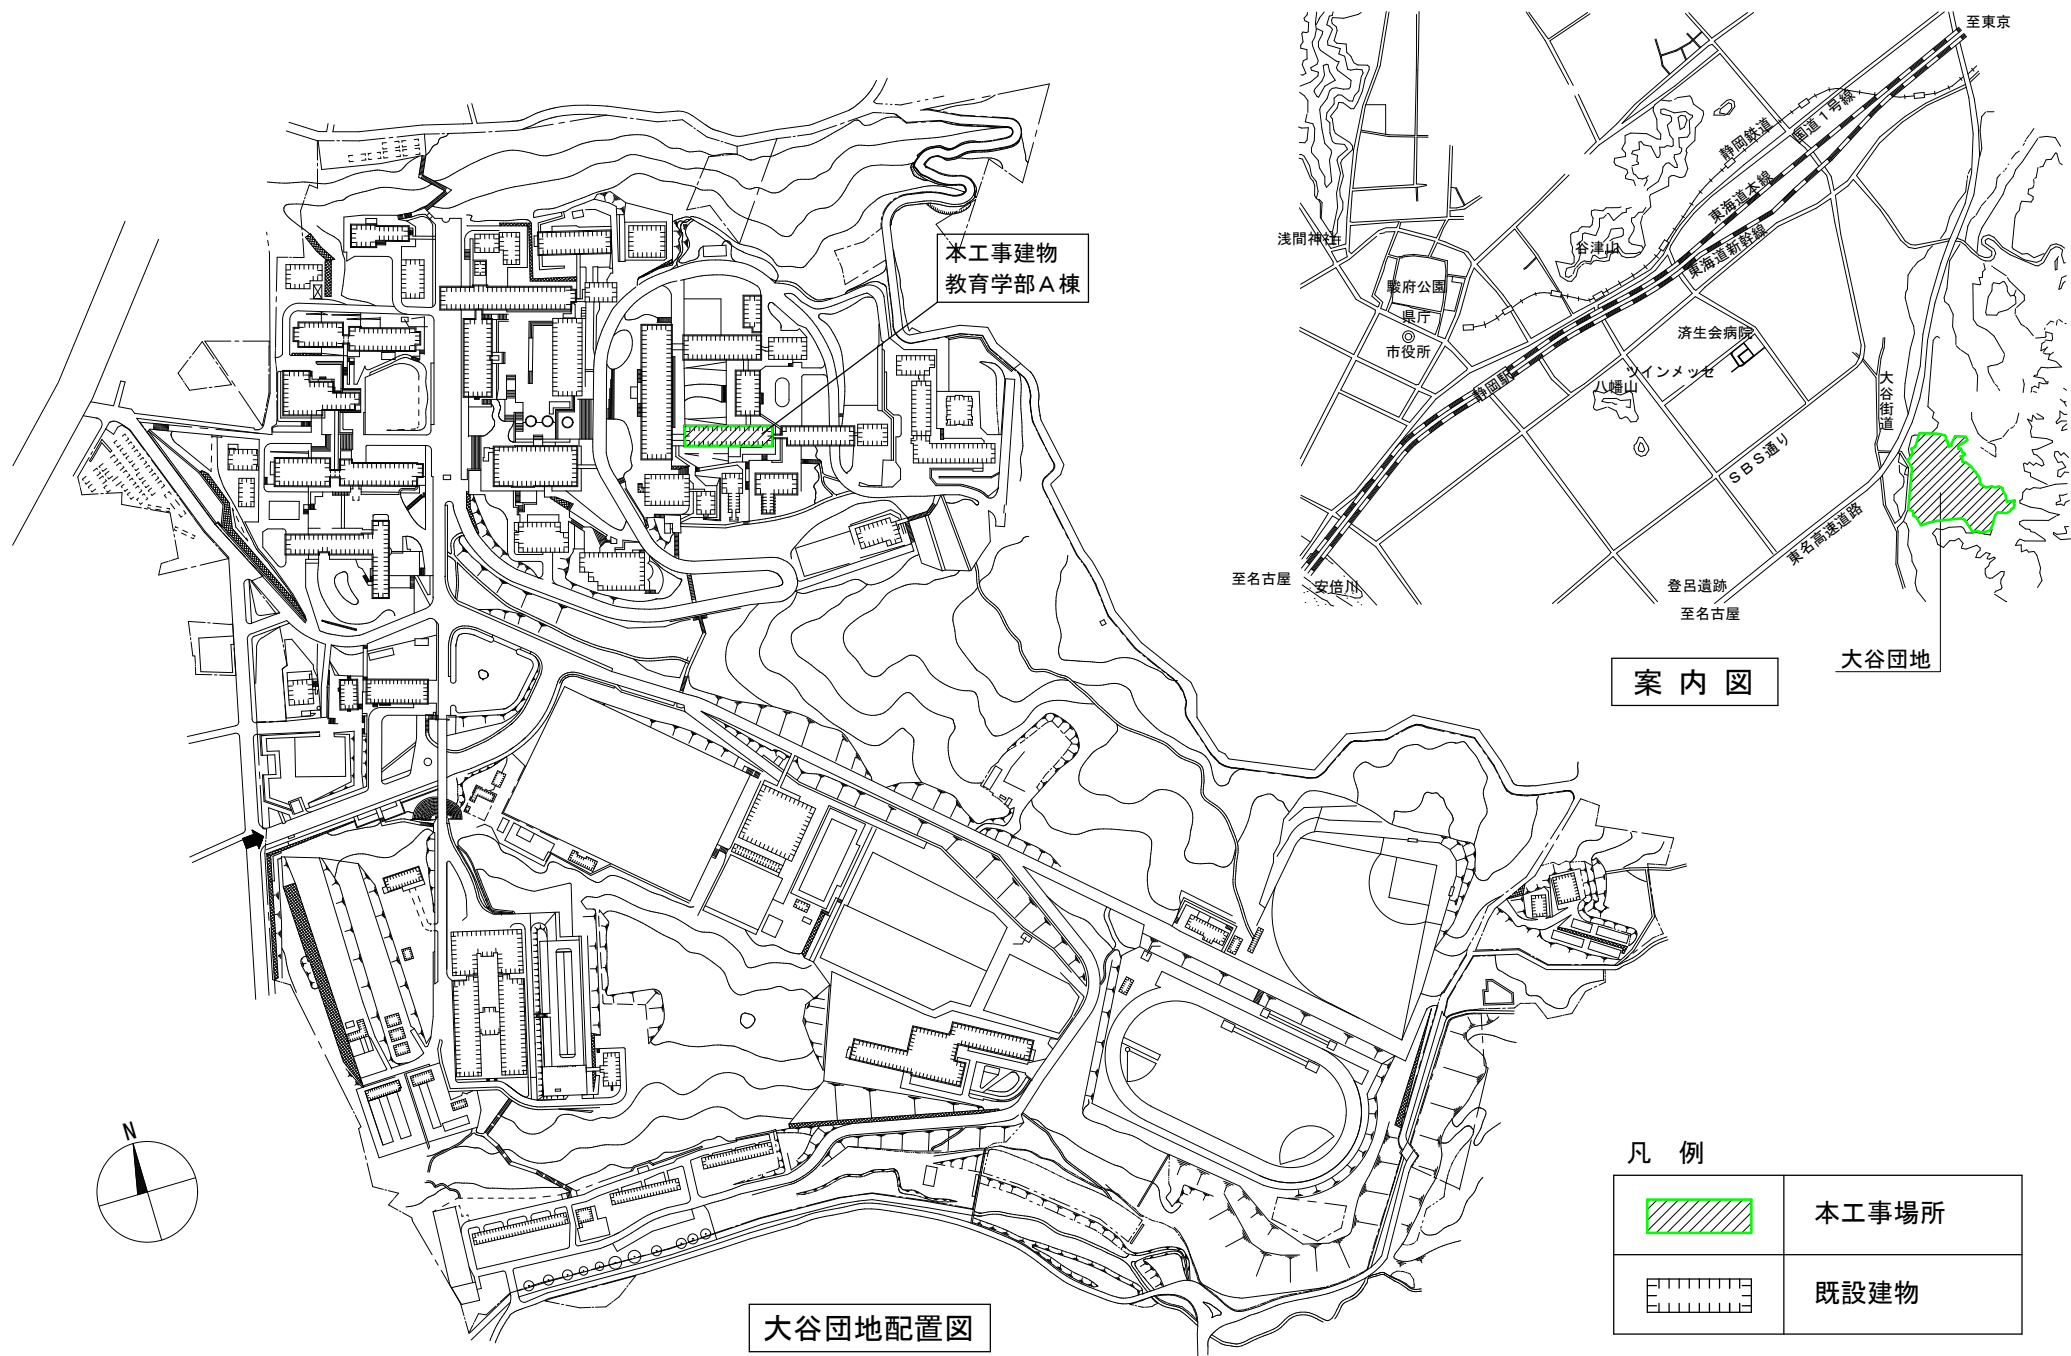 本工事建物
教育学部A棟
至東京
国道1号線
静岡鉄道
東海道本線
東海道新幹線
谷津山
浅間神社
駿府公園
県庁
市役所
済生会病院
ツインメッセ
八幡山
静岡駅
大谷街道
SBS通り
東名高速道路
至名古屋
安倍川
登呂遺跡
至名古屋
大谷団地
案内図
N
凡 例
本工事場所
既設建物
大谷団地配置図